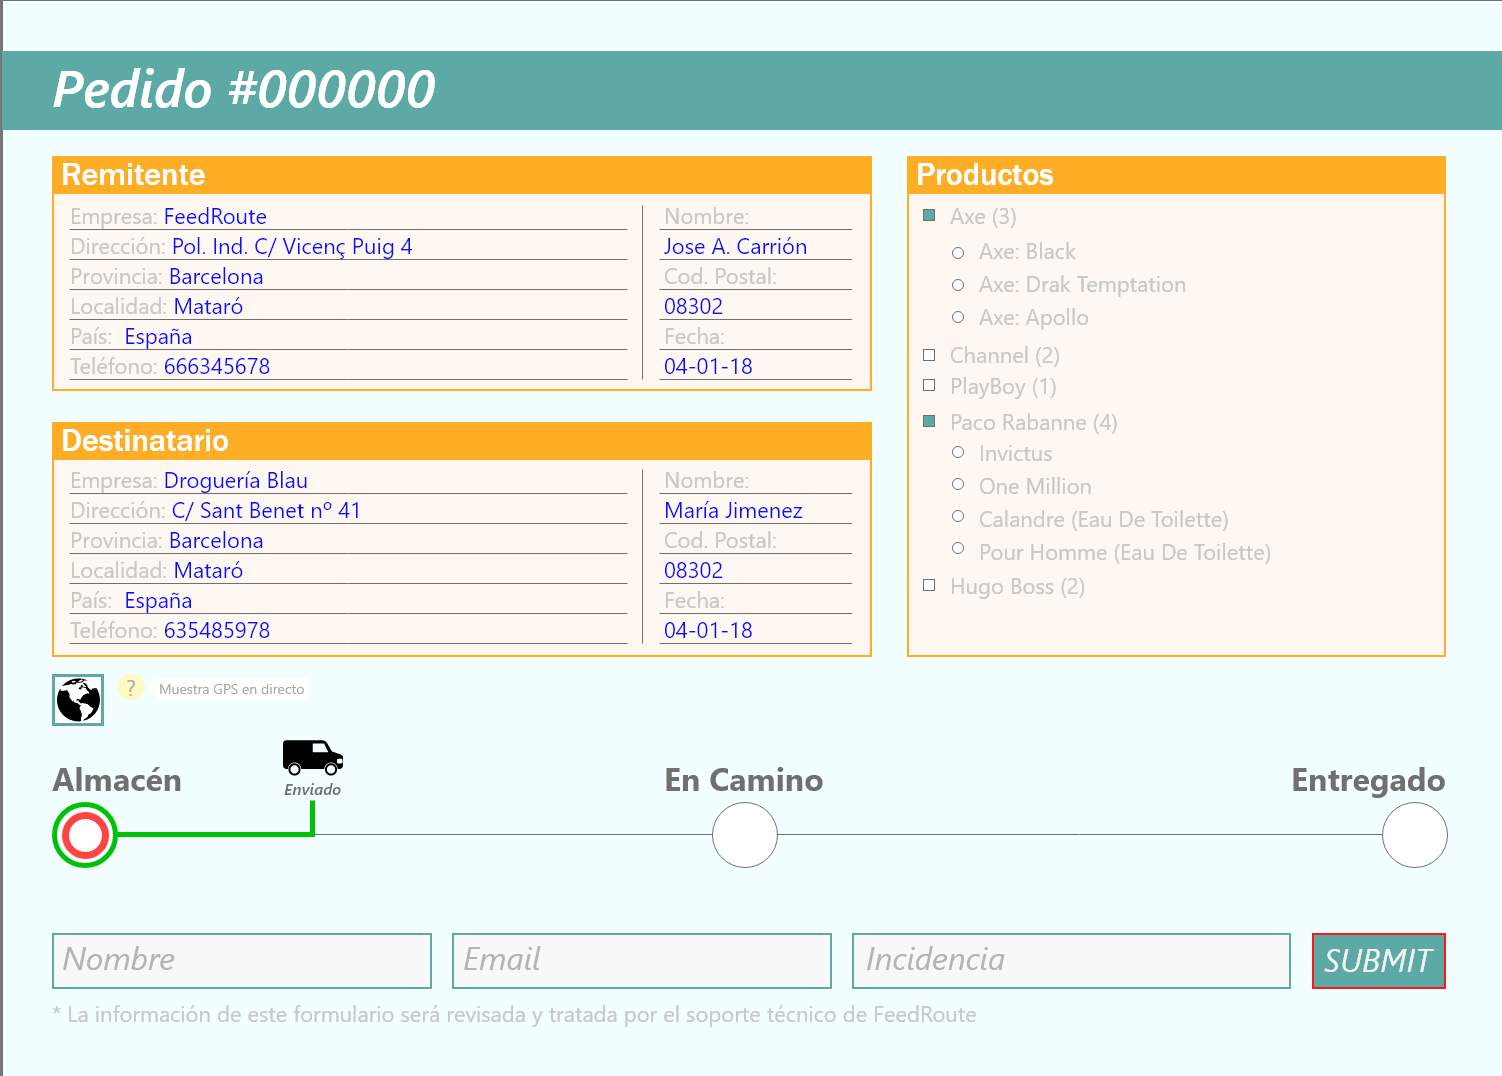 Pedido #000000
Remitente
Empresa: FeedRoute
Dirección: Pol. Ind. C/ Vicenç Puig 4
Provincia: Barcelona
Localidad: Mataró
País: España
Teléfono: 666345678
Nombre:
Jose A. Carrión
Cod. Postal:
08302
Fecha:
04-01-18
Destinatario
Empresa: Droguería Blau
Dirección: C/ Sant Benet nº 41
Provincia: Barcelona
Localidad: Mataró
País: España
Teléfono: 635485978
Nombre:
María Jimenez
Cod. Postal:
08302
Fecha:
04-01-18
Productos
Axe (3)
Axe: Black
Axe: Drak Temptation
Axe: Apollo
Channel (2)
PlayBoy (1)
Paco Rabanne (4)
Invictus
One Million
Calandre (Eau De Toilette)
Pour Homme (Eau De Toilette)
Hugo Boss (2)
? Muestra GPS en directo
Almacén
Enviado
En Camino
Entregado
Nombre
Email
Incidencia
SUBMIT
* La información de este formulario será revisada y tratada por el soporte técnico de FeedRoute